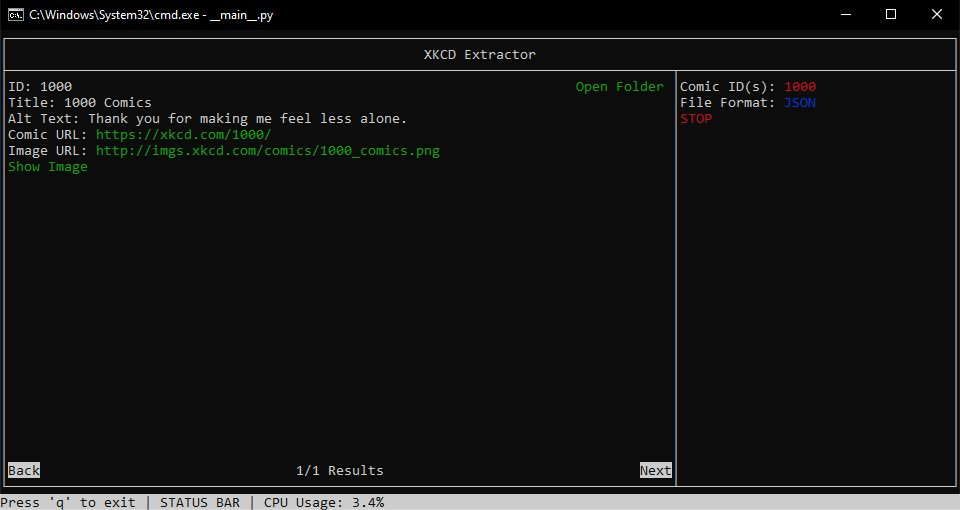 C:\Windows\System32\cmd.exe - __main__.py
XKCD Extractor
ID: 1000
Open Folder
Title: 1000 Comics
Alt Text: Thank you for making me feel less alone.
Comic URL: https://xkcd.com/1000/
Image URL: http://imgs.xkcd.com/comics/1000_comics.png
Show Image
Comic ID(s): 1000
File Format: JSON
STOP
Back
1/1 Results
Next
Press 'q' to exit | STATUS BAR | CPU Usage: 3.4%